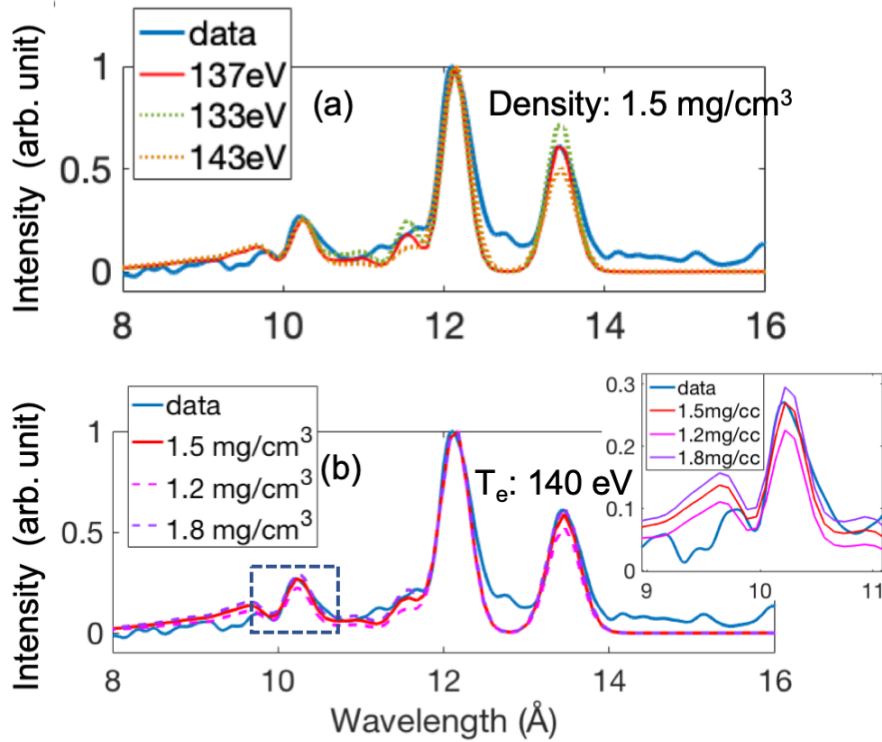 data
137eV
133eV
143eV
(a)
Density: 1.5 mg/cm³
Intensity (arb. unit)
1
0.5
0
8 10 12 14 16
data
1.5 mg/cm³
1.2 mg/cm³
1.8 mg/cm³
(b)
Tₑ: 140 eV
Intensity (arb. unit)
1
0.5
0
8 10 12 14 16
Wavelength (Å)
data
1.5mg/cc
1.2mg/cc
1.8mg/cc
0.3
0.2
0.1
0
9 10 11